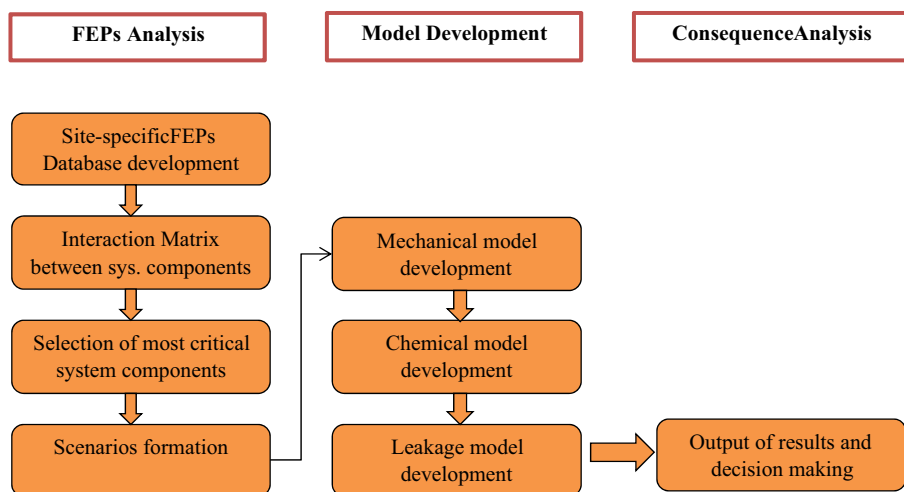 FEPs Analysis
Model Development
ConsequenceAnalysis
Site-specificFEPs
Database development
Interaction Matrix
between sys. components
Selection of most critical
system components
Scenarios formation
Mechanical model
development
Chemical model
development
Leakage model
development
Output of results and
decision making